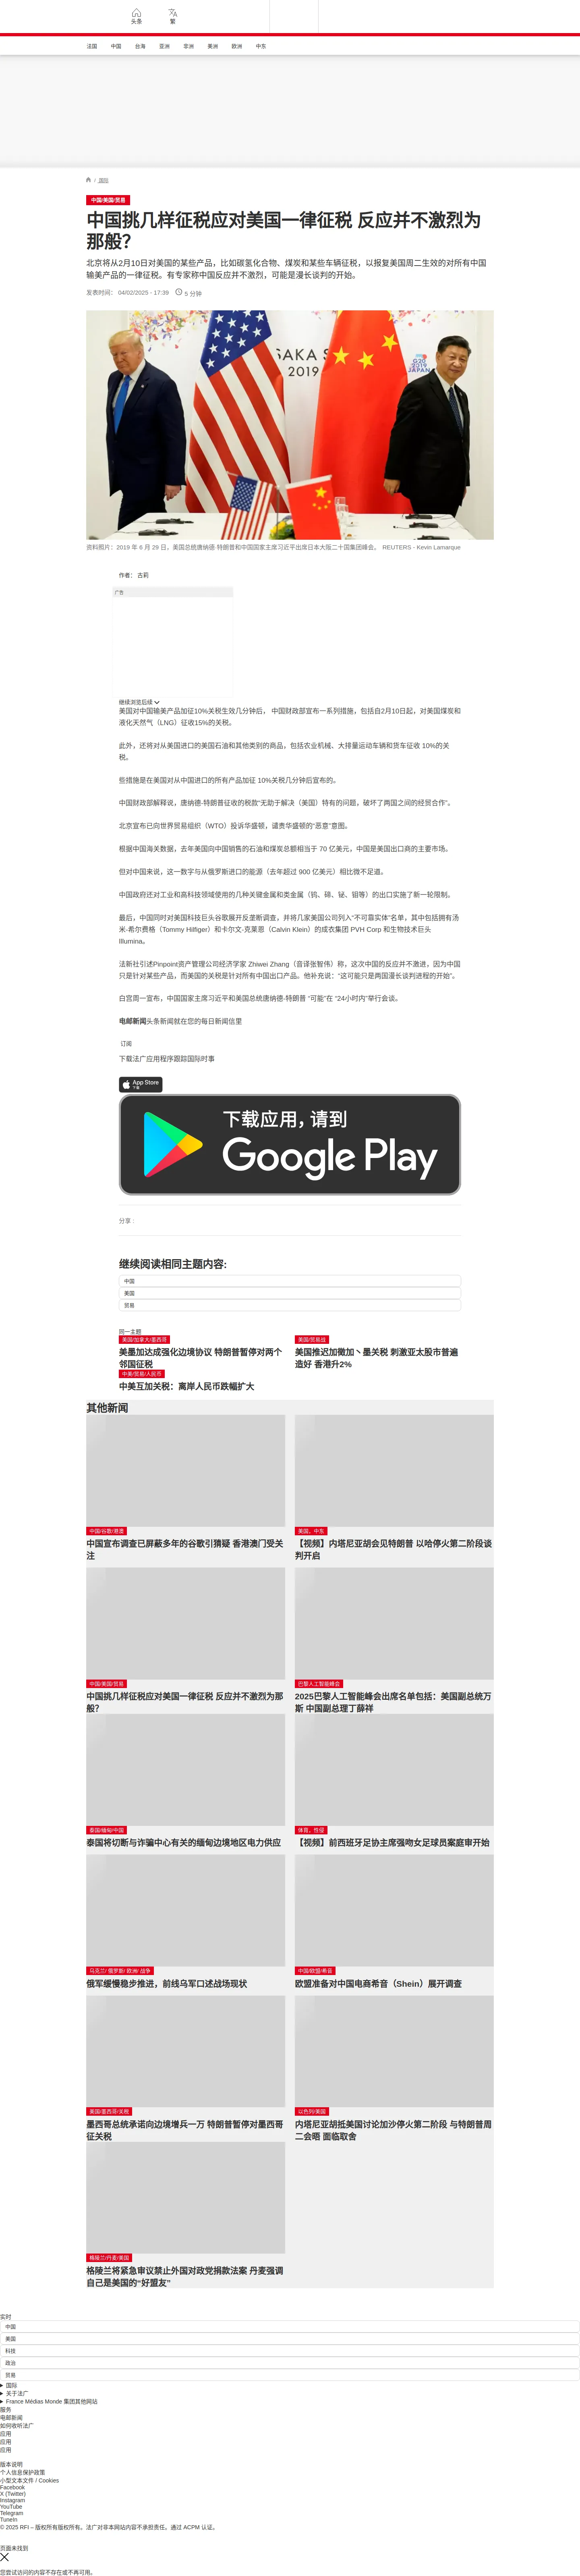 头条
繁
法国 中国 台海 亚洲 非洲 美洲 欧洲 中东
/ 国际
中国/美国/贸易
中国挑几样征税应对美国一律征税 反应并不激烈为
那般？
北京将从2月10日对美国的某些产品，比如碳氢化合物、煤炭和某些车辆征税，以报复美国周二生效的对所有中国
输美产品的一律征税。有专家称中国反应并不激烈，可能是漫长谈判的开始。
发表时间： 04/02/2025 - 17:39 5 分钟
SAKA S
2019
G20
2019
JAPAN
资料照片：2019 年 6 月 29 日，美国总统唐纳德·特朗普和中国国家主席习近平出席日本大阪二十国集团峰会。 REUTERS - Kevin Lamarque
作者： 古莉
广告
继续浏览后续
美国对中国输美产品加征10%关税生效几分钟后， 中国财政部宣布一系列措施，包括自2月10日起，对美国煤炭和
液化天然气（LNG）征收15%的关税。
此外，还将对从美国进口的美国石油和其他类别的商品，包括农业机械、大排量运动车辆和货车征收 10%的关
税。
些措施是在美国对从中国进口的所有产品加征 10%关税几分钟后宣布的。
中国财政部解释说，唐纳德·特朗普征收的税款“无助于解决（美国）特有的问题，破坏了两国之间的经贸合作”。
北京宣布已向世界贸易组织（WTO）投诉华盛顿，谴责华盛顿的“恶意”意图。
根据中国海关数据，去年美国向中国销售的石油和煤炭总额相当于 70 亿美元，中国是美国出口商的主要市场。
但对中国来说，这一数字与从俄罗斯进口的能源（去年超过 900 亿美元）相比微不足道。
中国政府还对工业和高科技领域使用的几种关键金属和类金属（钨、碲、铋、钼等）的出口实施了新一轮限制。
最后，中国同时对美国科技巨头谷歌展开反垄断调查，并将几家美国公司列入“不可靠实体”名单，其中包括拥有汤
米-希尔费格（Tommy Hilfiger）和卡尔文-克莱恩（Calvin Klein）的成衣集团 PVH Corp 和生物技术巨头
Illumina。
法新社引述Pinpoint资产管理公司经济学家 Zhiwei Zhang（音译张智伟）称，这次中国的反应并不激进，因为中国
只是针对某些产品，而美国的关税是针对所有中国出口产品。他补充说：“这可能只是两国漫长谈判进程的开始”。
白宫周一宣布，中国国家主席习近平和美国总统唐纳德·特朗普 “可能”在 “24小时内”举行会谈。
电邮新闻头条新闻就在您的每日新闻信里
订阅
下载法广应用程序跟踪国际时事
App Store
下载
下载应用，请到
Google Play
分享 :
继续阅读相同主题内容:
中国
美国
贸易
同一主题
美国/加拿大/墨西哥
美墨加达成强化边境协议 特朗普暂停对两个
邻国征税
美国/贸易战
美国推迟加徵加丶墨关税 刺激亚太股市普遍
造好 香港升2%
中美/贸易/人民币
中美互加关税：离岸人民币跌幅扩大
其他新闻
中国/谷歌/港澳
中国宣布调查已屏蔽多年的谷歌引猜疑 香港澳门受关
注
美国、中东
【视频】内塔尼亚胡会见特朗普 以哈停火第二阶段谈
判开启
中国/美国/贸易
中国挑几样征税应对美国一律征税 反应并不激烈为那
般？
巴黎人工智能峰会
2025巴黎人工智能峰会出席名单包括：美国副总统万
斯 中国副总理丁薛祥
泰国/缅甸/中国
泰国将切断与诈骗中心有关的缅甸边境地区电力供应
体育、性侵
【视频】前西班牙足协主席强吻女足球员案庭审开始
乌克兰/ 俄罗斯/ 欧洲/ 战争
俄军缓慢稳步推进，前线乌军口述战场现状
中国/欧盟/希音
欧盟准备对中国电商希音（Shein）展开调查
美国/墨西哥/关税
墨西哥总统承诺向边境增兵一万 特朗普暂停对墨西哥
征关税
以色列/美国
内塔尼亚胡抵美国讨论加沙停火第二阶段 与特朗普周
二会晤 面临取舍
格陵兰/丹麦/美国
格陵兰将紧急审议禁止外国对政党捐款法案 丹麦强调
自己是美国的“好盟友”
实时
中国
美国
科技
政治
贸易
国际
关于法广
France Médias Monde 集团其他网站
服务
电邮新闻
如何收听法广
应用
应用
应用
版本说明
个人信息保护政策
小型文本文件 / Cookies
Facebook
X (Twitter)
Instagram
YouTube
Telegram
TuneIn
© 2025 RFI – 版权所有版权所有。法广对非本网站内容不承担责任。通过 ACPM 认证。
页面未找到
您尝试访问的内容不存在或不再可用。